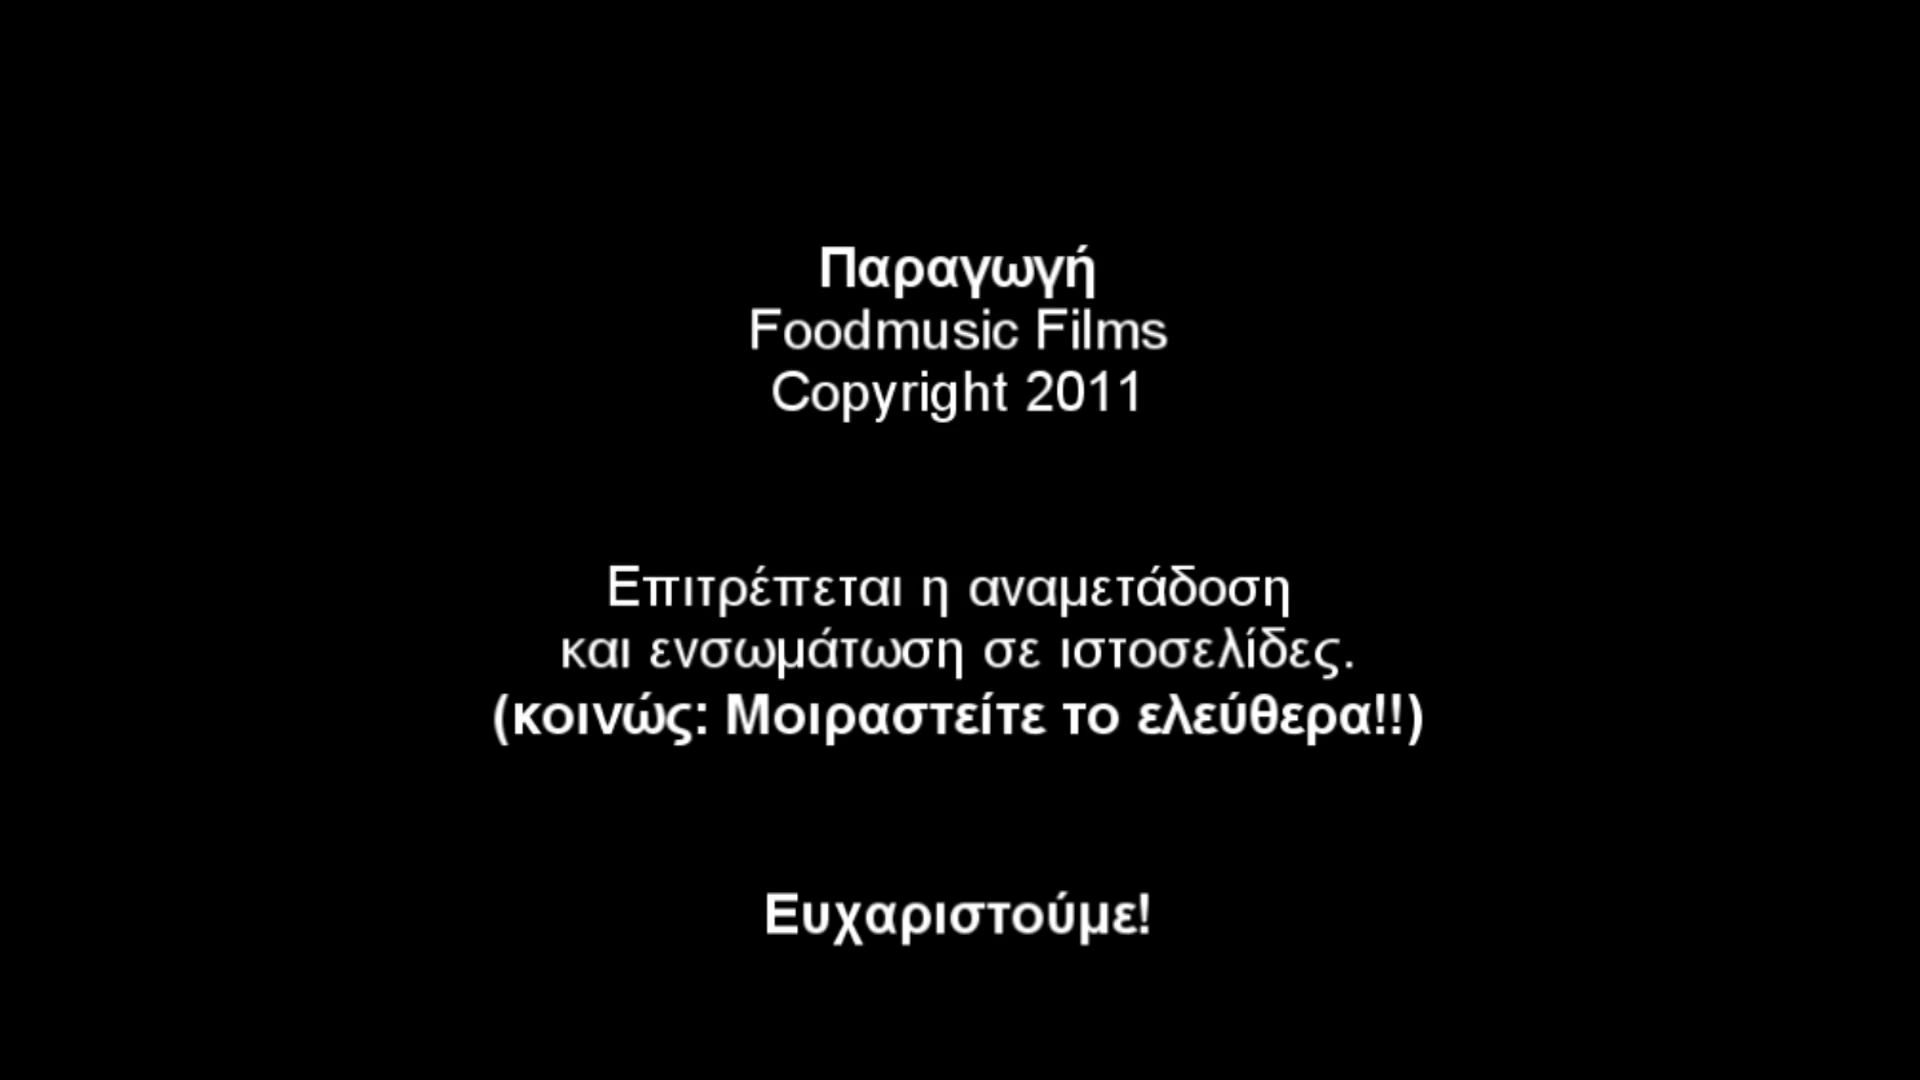 Παραγωγή
Foodmusic Films
Copyright 2011
Επιτρέπεται η αναμετάδοση
και ενσωμάτωση σε ιστοσελίδες.
(κοινώς: Μοιραστείτε το ελεύθερα!!)
Ευχαριστούμε!